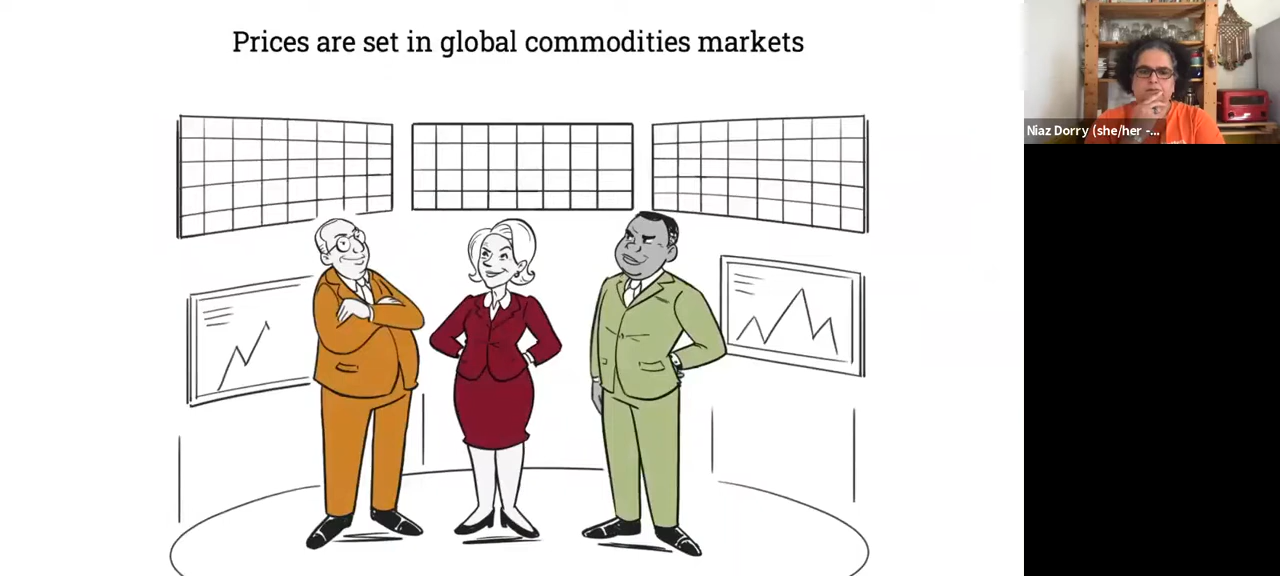 Prices are set in global commodities markets
Niaz Dorry (she/her -...